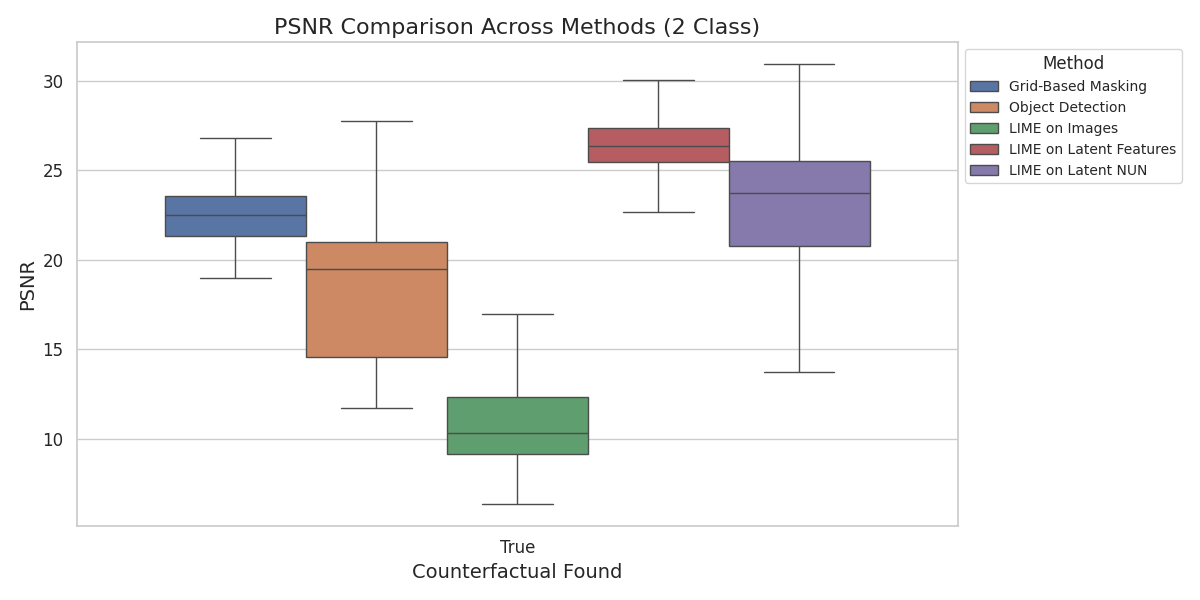 PSNR Comparison Across Methods (2 Class)
30
25
20
15
10
PSNR
True
Counterfactual Found
Method
Grid-Based Masking
Object Detection
LIME on Images
LIME on Latent Features
LIME on Latent NUN